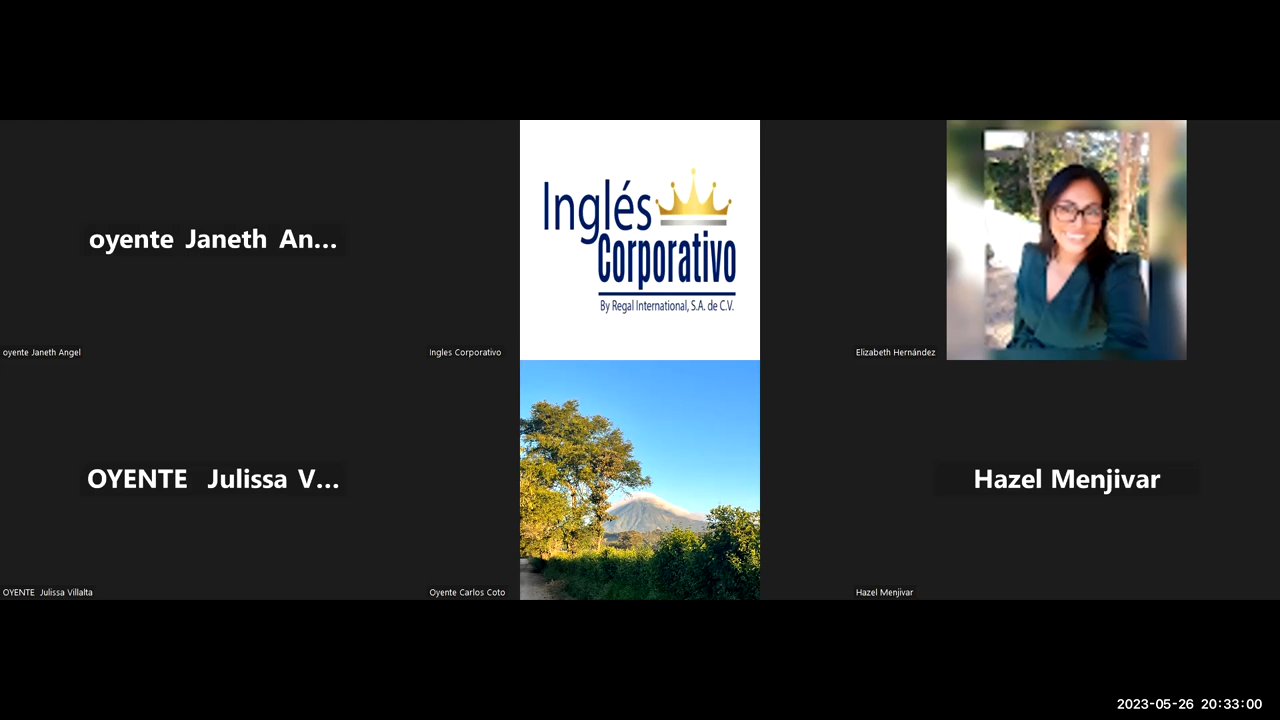 oyente Janeth An...
oyente Janeth Angel
Inglés
Corporativo
By Regal International, S.A. de C.V.
Ingles Corporativo
Elizabeth Hernández
OYENTE Julissa V...
OYENTE Julissa Villalta
Oyente Carlos Coto
Hazel Menjivar
Hazel Menjivar
2023-05-26 20:33:00